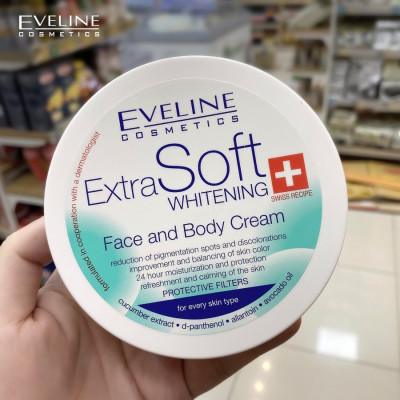 EVELINE
COSMETICS
EVELINE
COSMETICS
formulated in cooperation with a dermatologist
Extra Soft
WHITENING
SWISS RECIPE
Face and Body Cream
reduction of pigmentation spots and discolorations
improvement and balancing of skin color
24 hour moisturization and protection
refreshment and calming of the skin
PROTECTIVE FILTERS
for every skin type
cucumber extract • d-panthenol • allantoin • avocado oil